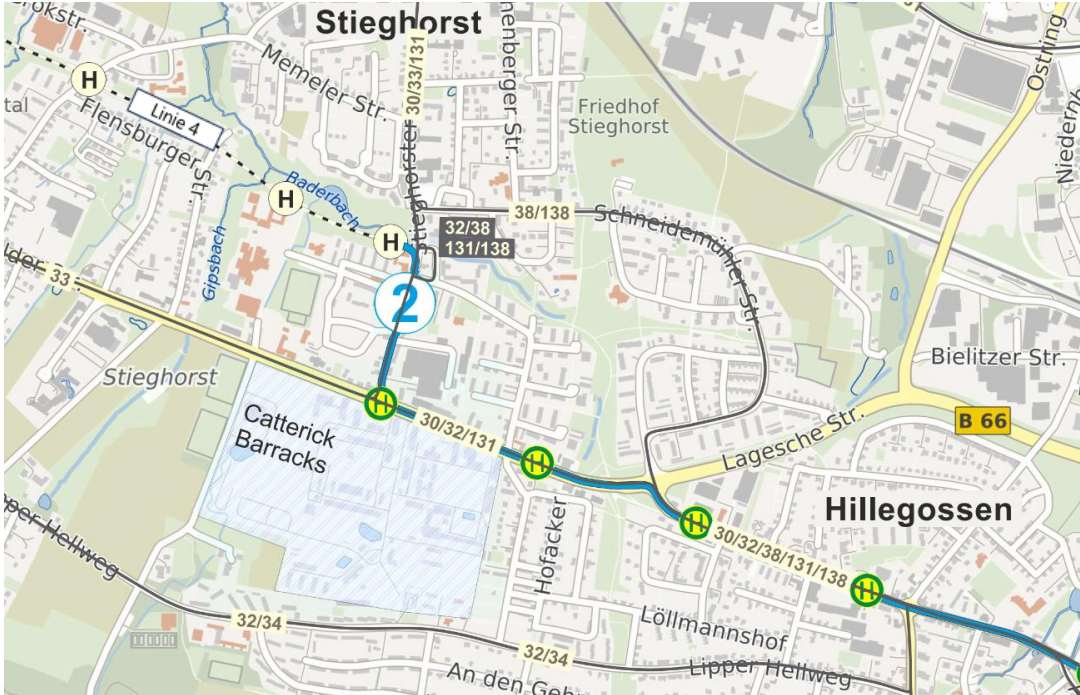 Stieghorst
Memeler Str.
Stieghorster
30/33/131
Friedhof
Stieghorst
Ostring
H
Linie 4
Flensburger
Str.
H
Baderbach
H
32/38
131/138
38/138
Schneidemühler Str.
Gipsbach
33
2
Stieghorst
Bielitzer Str.
Catterick
Barracks
H
30/32/131
H
Lagesche Str.
B 66
Hillegossen
Hofacker
H
30/32/38/131/138
H
32/34
Löllmannshof
32/34
Lipper Hellweg